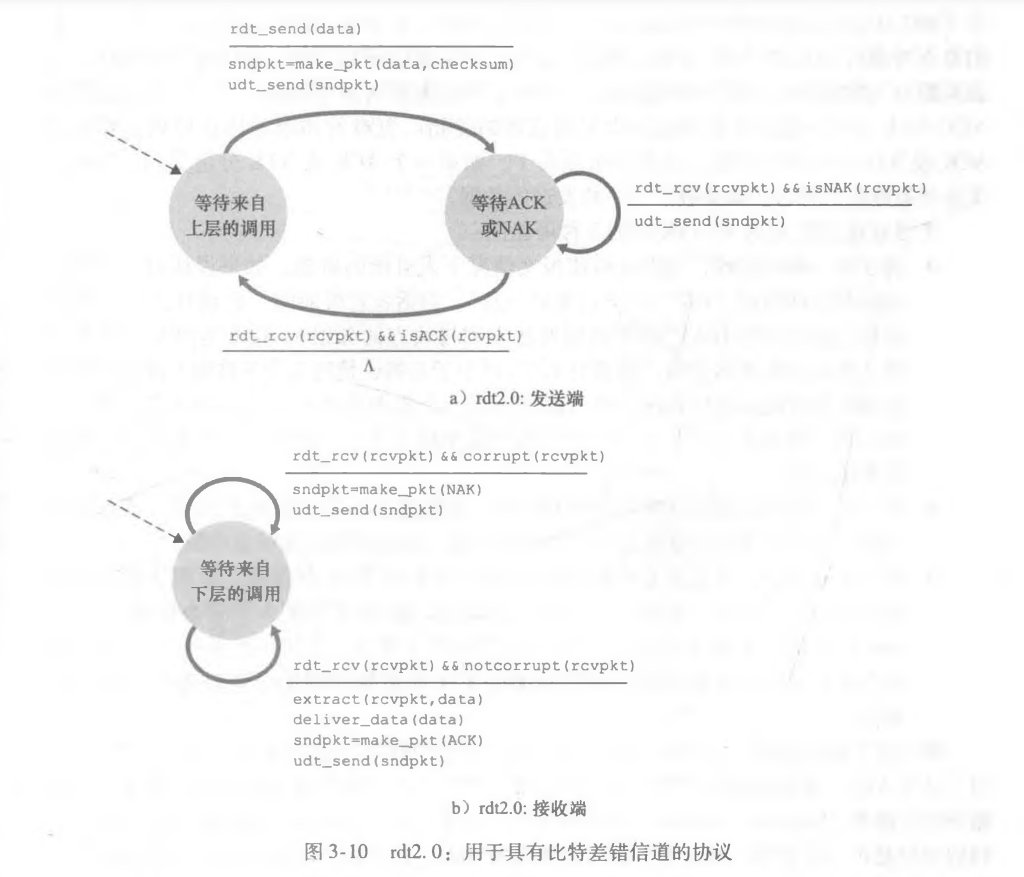 rdt_send(data)
sndpkt=make_pkt(data,checksum)
udt_send(sndpkt)
等待来自
上层的调用
等待ACK
或NAK
rdt_rcv(rcvpkt)&&isNAK(rcvpkt)
udt_send(sndpkt)
rdt_rcv(rcvpkt)&&isACK(rcvpkt)
Λ
a）rdt2.0: 发送端
rdt_rcv(rcvpkt)&&corrupt(rcvpkt)
sndpkt=make_pkt(NAK)
udt_send(sndpkt)
等待来自
下层的调用
rdt_rcv(rcvpkt)&&notcorrupt(rcvpkt)
extract(rcvpkt,data)
deliver_data(data)
sndpkt=make_pkt(ACK)
udt_send(sndpkt)
b）rdt2.0: 接收端
图 3-10 rdt2.0：用于具有比特差错信道的协议